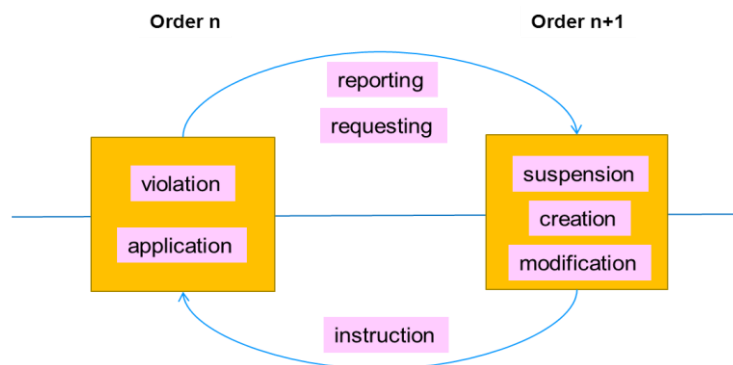 Order n
Order n+1
reporting
requesting
violation
application
suspension
creation
modification
instruction